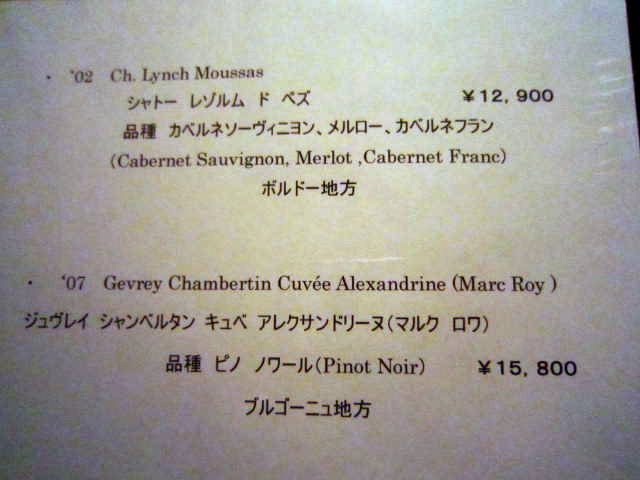 ・ '02 Ch. Lynch Moussas
シャトー レゾルム ド ペズ ￥12,900
品種 カベルネソーヴィニヨン、メルロー、カベルネフラン
(Cabernet Sauvignon, Merlot ,Cabernet Franc)
ボルドー地方
・ '07 Gevrey Chambertin Cuvée Alexandrine (Marc Roy )
ジュヴレイ シャンベルタン キュベ アレクサンドリーヌ(マルク ロワ)
品種 ピノ ノワール(Pinot Noir) ￥15,800
ブルゴーニュ地方